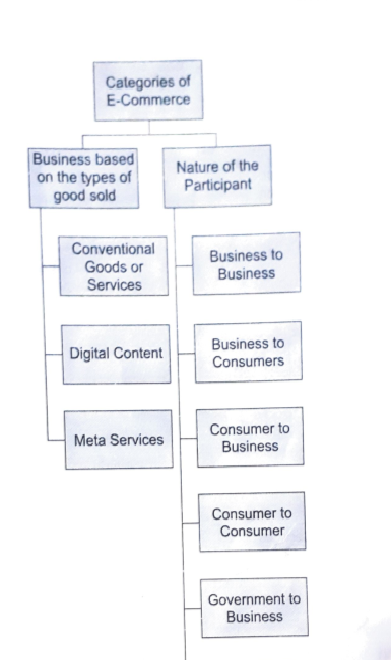 Categories of
E-Commerce
Business based
on the types of
good sold
Nature of the
Participant
Conventional
Goods or
Services
Digital Content
Meta Services
Business to
Business
Business to
Consumers
Consumer to
Business
Consumer to
Consumer
Government to
Business